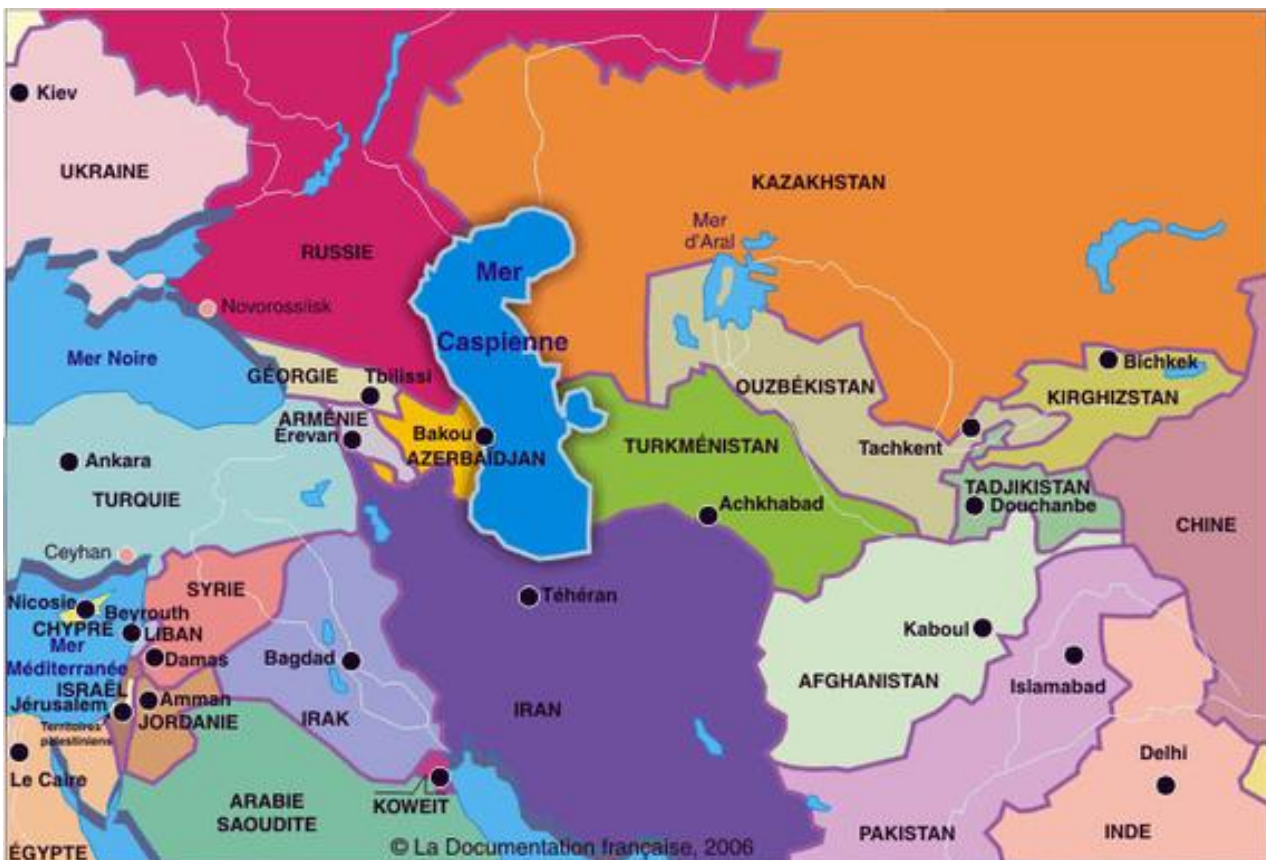 Kiev
UKRAINE
KAZAKHSTAN
Mer
d'Aral
RUSSIE
Mer
Caspienne
Novorossiisk
Mer Noire
GÉORGIE
Tbilissi
Bichkek
KIRGHIZSTAN
OUZBÉKISTAN
ARMÉNIE
Erevan
Bakou
AZERBAÏDJAN
TURKMÉNISTAN
Tachkent
Ankara
TURQUIE
TADJIKISTAN
Douchanbe
Achkhabad
CHINE
Ceyhan
SYRIE
Téhéran
Nicosie
Beyrouth
CHYPRE
LIBAN
Mer
Méditerranée
Damas
Bagdad
Kaboul
AFGHANISTAN
Islamabad
ISRAËL
Jérusalem
Amman
JORDANIE
Territoires
palestiniens
IRAK
IRAN
Le Caire
Delhi
ARABIE
SAOUDITE
KOWEIT
PAKISTAN
INDE
ÉGYPTE
© La Documentation française, 2006